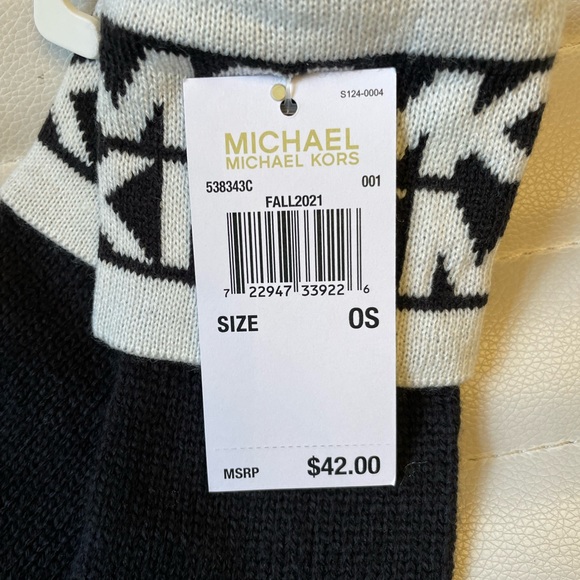 S124-0004
MICHAEL
MICHAEL KORS
538343C 001
FALL2021
7 22947 33922 6
SIZE OS
MSRP $42.00